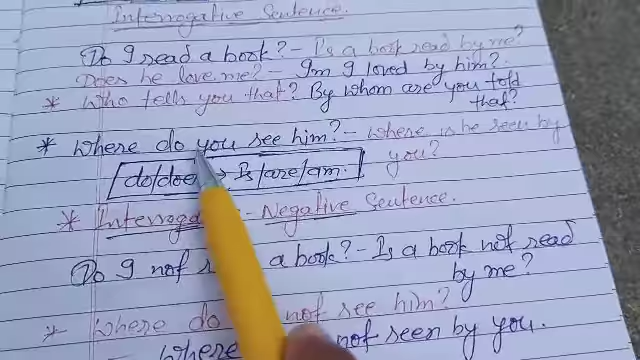 Interrogative Sentence.
Do I read a book? - Is a book read by me?
Does he love me? - Im I loved by him?
* Who tells you that? By whom are you told
that?
* Where do you see him? - Where is he seen by
you?
do/does → Is/are/am.
* - Negative Sentence.
Do I not a book? - Is a book not read
by me?
* Where do not see him?
- Where not seen by you.